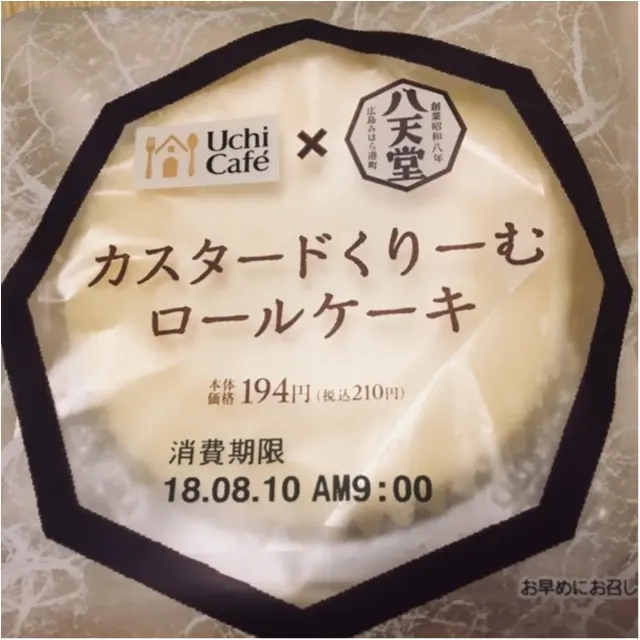 Uchi
Café
×
創業昭和八年
八天堂
広島みはら港町
カスタードくりーむ
ロールケーキ
本体
価格 194円(税込210円)
消費期限
18.08.10 AM9:00
お早めにお召し